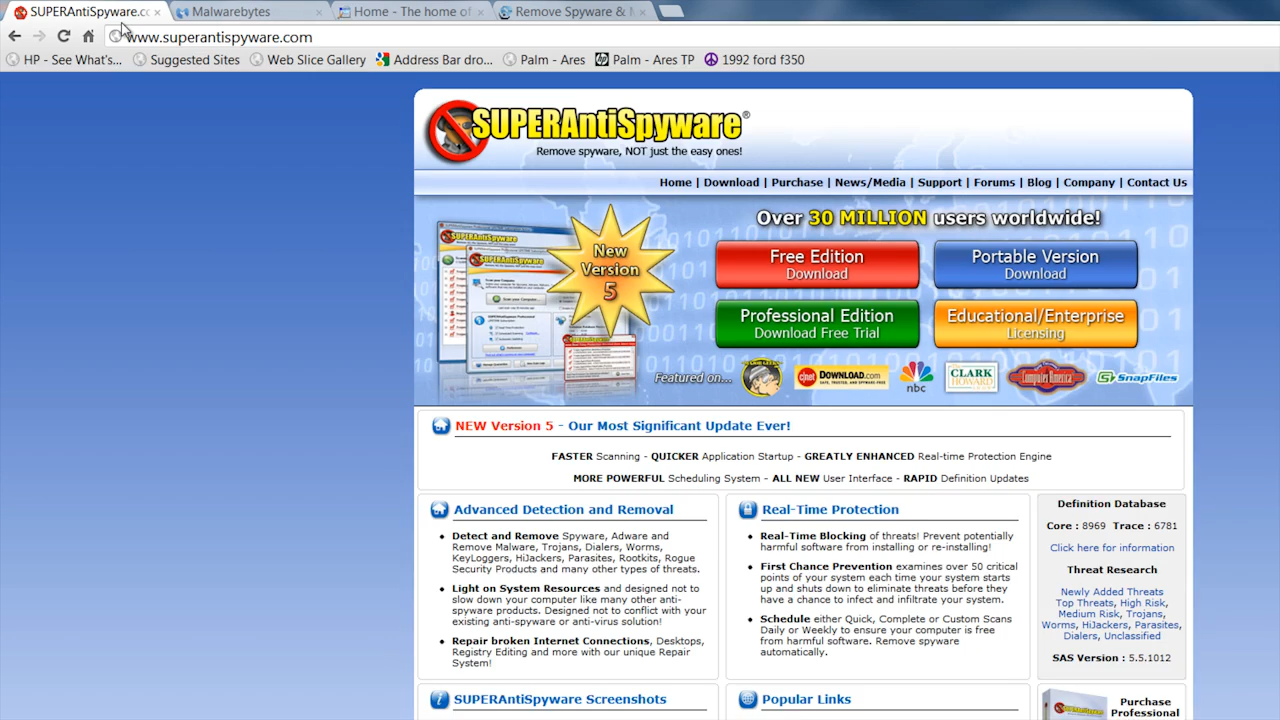 SUPERAntiSpyware.cc
Malwarebytes
Home - The home of
Remove Spyware & M
www.superantispyware.com
HP - See What's...
Suggested Sites
Web Slice Gallery
Address Bar dro...
Palm - Ares
Palm - Ares TP
1992 ford f350
SUPERAntiSpyware®
Remove spyware, NOT just the easy ones!
Home | Download | Purchase | News/Media | Support | Forums | Blog | Company | Contact Us
New
Version
5
Over 30 MILLION users worldwide!
Free Edition
Download
Portable Version
Download
Professional Edition
Download Free Trial
Educational/Enterprise
Licensing
Featured on...
cnet DOWNLOAD.com
SAFE, TRUSTED, AND SPYWARE-FREE
nbc
CLARK
HOWARD
Computer America
SnapFiles
NEW Version 5 - Our Most Significant Update Ever!
FASTER Scanning - QUICKER Application Startup - GREATLY ENHANCED Real-time Protection Engine
MORE POWERFUL Scheduling System - ALL NEW User Interface - RAPID Definition Updates
Advanced Detection and Removal
Detect and Remove Spyware, Adware and
Remove Malware, Trojans, Dialers, Worms,
KeyLoggers, HiJackers, Parasites, Rootkits, Rogue
Security Products and many other types of threats.
Light on System Resources and designed not to
slow down your computer like many other anti-
spyware products. Designed not to conflict with your
existing anti-spyware or anti-virus solution!
Repair broken Internet Connections, Desktops,
Registry Editing and more with our unique Repair
System!
Real-Time Protection
Real-Time Blocking of threats! Prevent potentially
harmful software from installing or re-installing!
First Chance Prevention examines over 50 critical
points of your system each time your system starts
up and shuts down to eliminate threats before they
have a chance to infect and infiltrate your system.
Schedule either Quick, Complete or Custom Scans
Daily or Weekly to ensure your computer is free
from harmful software. Remove spyware
automatically.
Definition Database
Core : 8969 Trace : 6781
Click here for information
Threat Research
Newly Added Threats
Top Threats, High Risk,
Medium Risk, Trojans,
Worms, HiJackers, Parasites,
Dialers, Unclassified
SAS Version : 5.5.1012
SUPERAntiSpyware Screenshots
Popular Links
Purchase
Professional